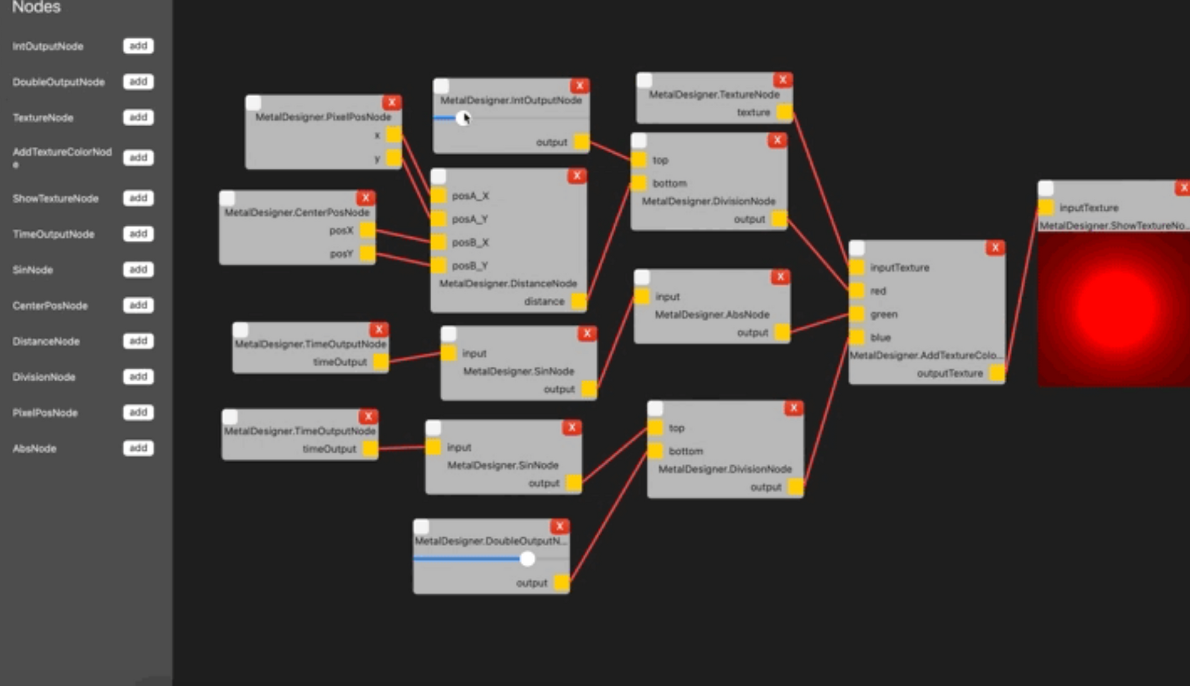 Nodes
IntOutputNode add
DoubleOutputNode add
TextureNode add
AddTextureColorNod
e add
ShowTextureNode add
TimeOutputNode add
SinNode add
CenterPosNode add
DistanceNode add
DivisionNode add
PixelPosNode add
AbsNode add
X
MetalDesigner.PixelPosNode
x
y
X
MetalDesigner.CenterPosNode
posX
posY
X
MetalDesigner.TimeOutputNode
timeOutput
X
MetalDesigner.TimeOutputNode
timeOutput
X
MetalDesigner.IntOutputNode
output
X
posA_X
posA_Y
posB_X
posB_Y
MetalDesigner.DistanceNode
distance
X
input
MetalDesigner.SinNode
output
X
input
MetalDesigner.SinNode
output
X
MetalDesigner.DoubleOutputN...
output
X
MetalDesigner.TextureNode
texture
X
top
bottom
MetalDesigner.DivisionNode
output
X
input
MetalDesigner.AbsNode
output
X
top
bottom
MetalDesigner.DivisionNode
output
X
inputTexture
red
green
blue
MetalDesigner.AddTextureColo...
outputTexture
X
inputTexture
MetalDesigner.ShowTextureNo...